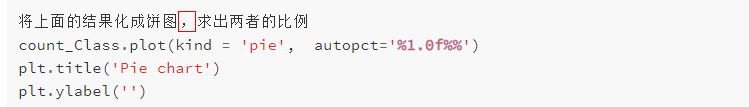 将上面的结果化成饼图，求出两者的比例
count_Class.plot(kind = 'pie',  autopct='%1.0f%%')
plt.title('Pie chart')
plt.ylabel('')